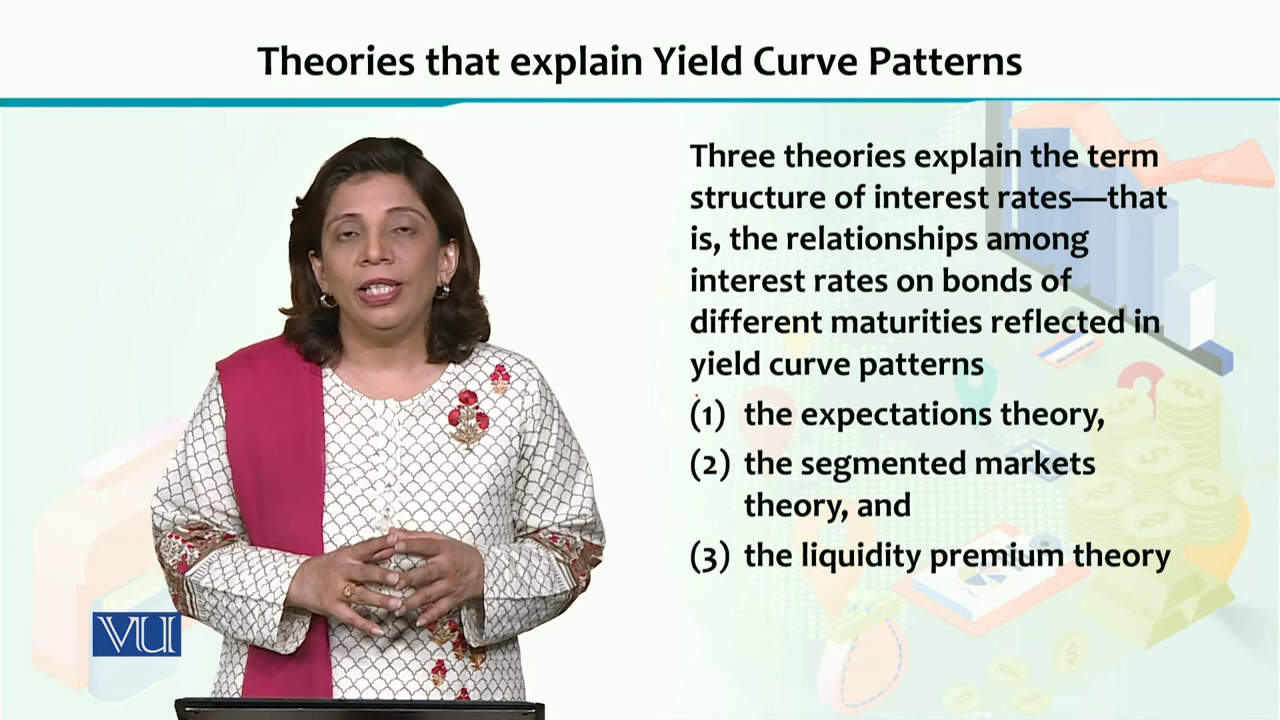 Theories that explain Yield Curve Patterns
Three theories explain the term
structure of interest rates—that
is, the relationships among
interest rates on bonds of
different maturities reflected in
yield curve patterns
(1) the expectations theory,
(2) the segmented markets
theory, and
(3) the liquidity premium theory
VU